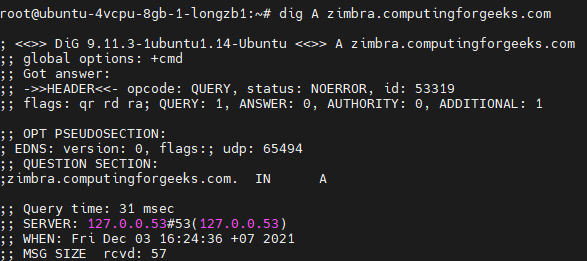 root@ubuntu-4vcpu-8gb-1-longzb1:~# dig A zimbra.computingforgeeks.com
; <<>> DiG 9.11.3-1ubuntu1.14-Ubuntu <<>> A zimbra.computingforgeeks.com
;; global options: +cmd
;; Got answer:
;; ->>HEADER<<- opcode: QUERY, status: NOERROR, id: 53319
;; flags: qr rd ra; QUERY: 1, ANSWER: 0, AUTHORITY: 0, ADDITIONAL: 1
;; OPT PSEUDOSECTION:
; EDNS: version: 0, flags:; udp: 65494
;; QUESTION SECTION:
;zimbra.computingforgeeks.com. IN A
;; Query time: 31 msec
;; SERVER: 127.0.0.53#53(127.0.0.53)
;; WHEN: Fri Dec 03 16:24:36 +07 2021
;; MSG SIZE rcvd: 57